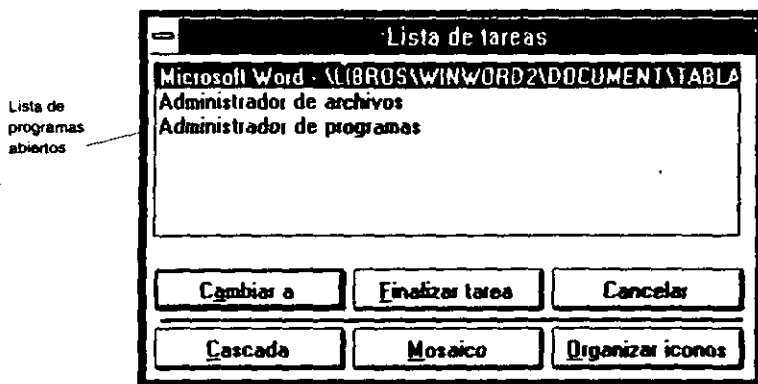 Lista de tareas
Microsoft Word - \LIBROS\WINWORD2\DOCUMENT\TABLA
Administrador de archivos
Administrador de programas
Lista de
programas
abiertos
Cambiar a
Finalizar tarea
Cancelar
Cascada
Mosaico
Organizar iconos